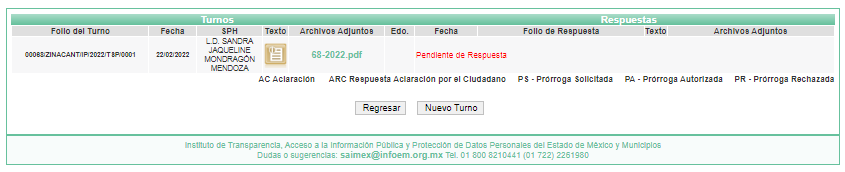 Turnos Respuestas
Folio del Turno Fecha SPH Texto Archivos Adjuntos Edo. Fecha Folio de Respuesta Texto Archivos Adjuntos
00068/ZINACANT/IP/2022/TSP/0001 22/02/2022 L.D. SANDRA JAQUELINE MONDRAGÓN MENDOZA 68-2022.pdf Pendiente de Respuesta
AC Aclaración ARC Respuesta Aclaración por el Ciudadano PS - Prórroga Solicitada PA - Prórroga Autorizada PR - Prórroga Rechazada
Regresar Nuevo Turno
Instituto de Transparencia, Acceso a la Información Pública y Protección de Datos Personales del Estado de México y Municipios
Dudas o sugerencias: saimex@infoem.org.mx Tel. 01 800 8210441 (01 722) 2261980